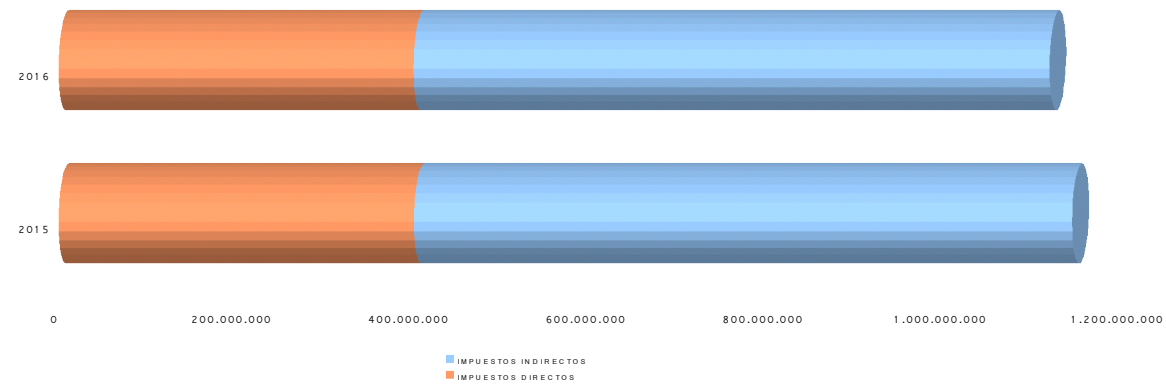 2016
2015
0 200.000.000 400.000.000 600.000.000 800.000.000 1.000.000.000 1.200.000.000
IMPUESTOS INDIRECTOS
IMPUESTOS DIRECTOS